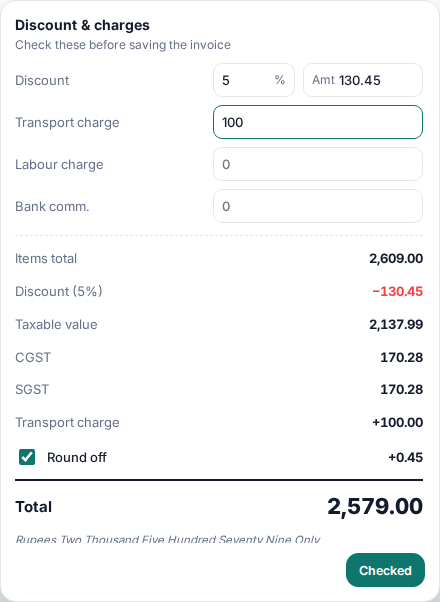 Discount & charges
Check these before saving the invoice
Discount 5 % Amt 130.45
Transport charge 100
Labour charge 0
Bank comm. 0
Items total 2,609.00
Discount (5%) −130.45
Taxable value 2,137.99
CGST 170.28
SGST 170.28
Transport charge +100.00
Round off +0.45
Total 2,579.00
Rupees Two Thousand Five Hundred Seventy Nine Only
Checked